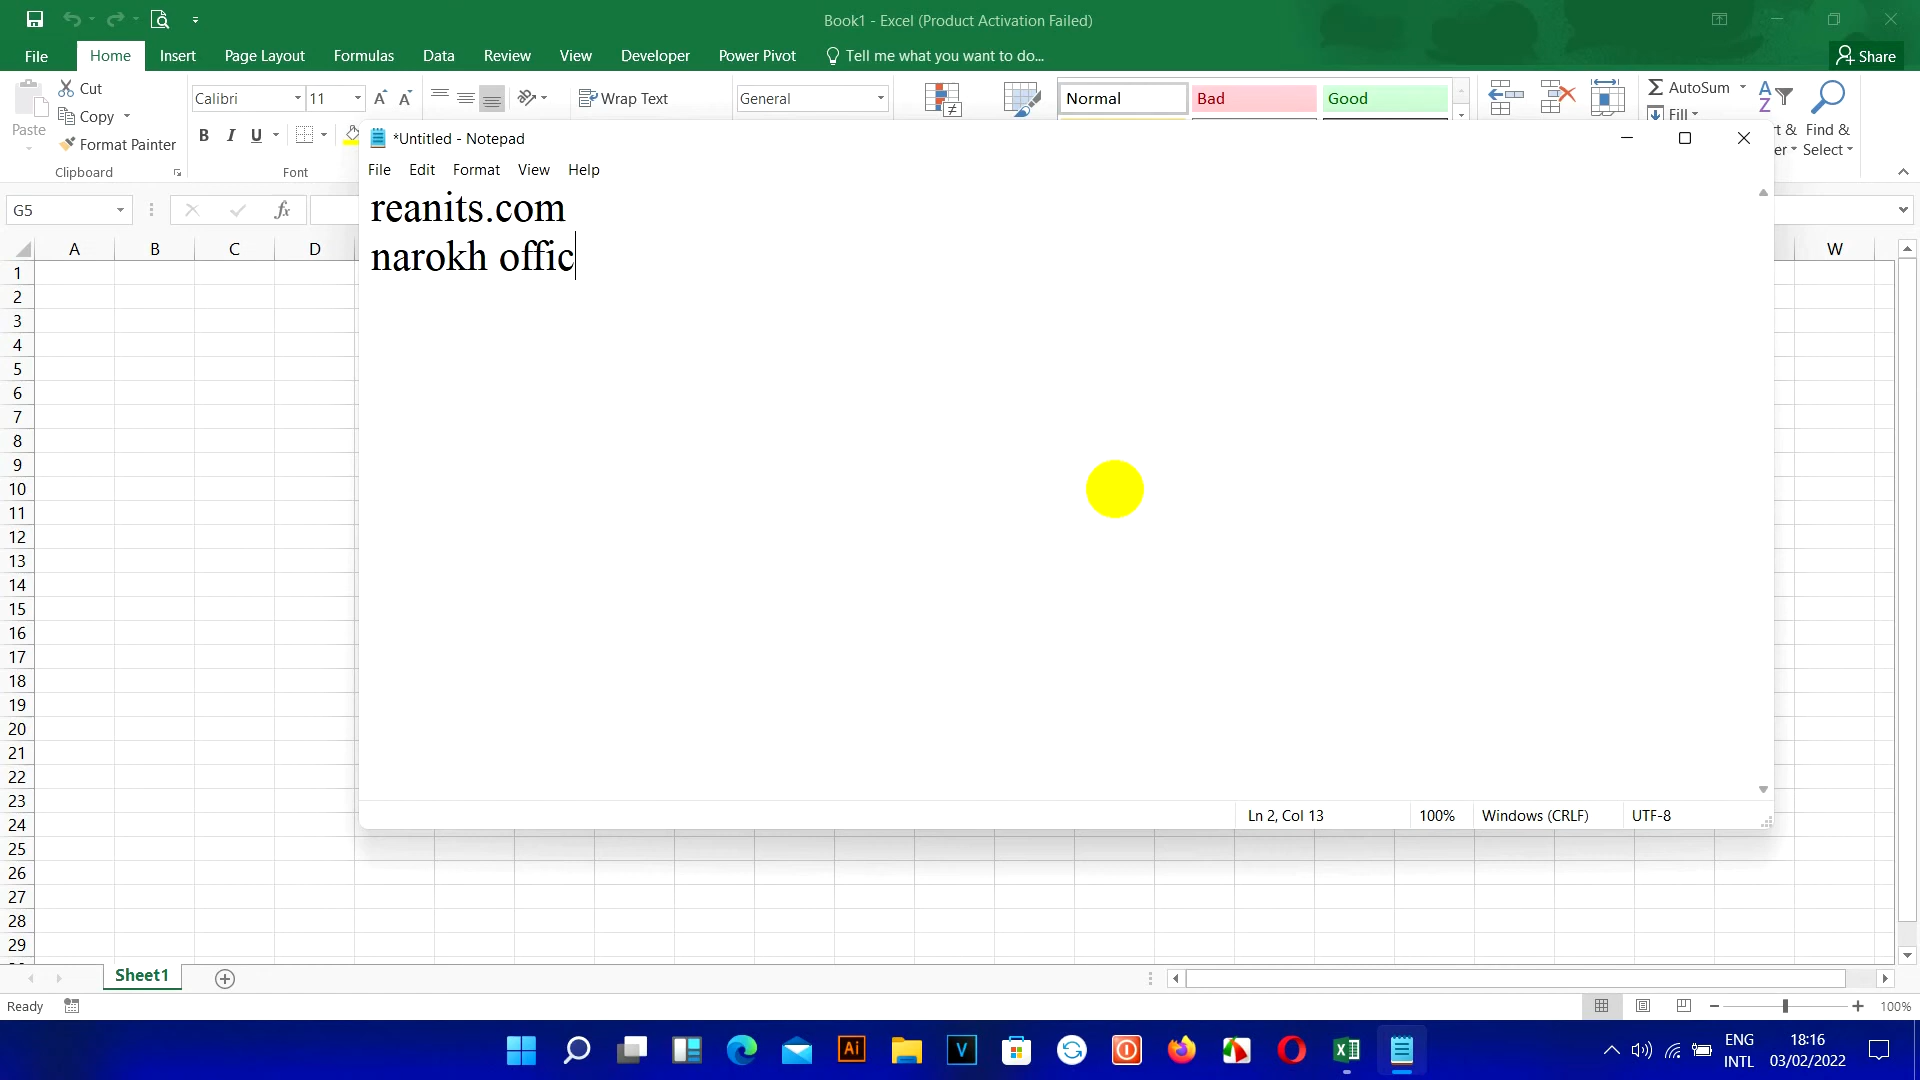 Book1 - Excel (Product Activation Failed)
File Home Insert Page Layout Formulas Data Review View Developer Power Pivot Tell me what you want to do... Share
Cut
Copy
Format Painter
Paste
Clipboard
Calibri 11
B I U
Font
Wrap Text
General
Normal Bad Good
AutoSum
Fill
Find &
Select
G5
fx
A B C D W
*Untitled - Notepad
File Edit Format View Help
reanits.com
narokh offic
Ln 2, Col 13 100% Windows (CRLF) UTF-8
1
2
3
4
5
6
7
8
9
10
11
12
13
14
15
16
17
18
19
20
21
22
23
24
25
26
27
28
29
Sheet1
Ready
100%
ENG
INTL
18:16
03/02/2022